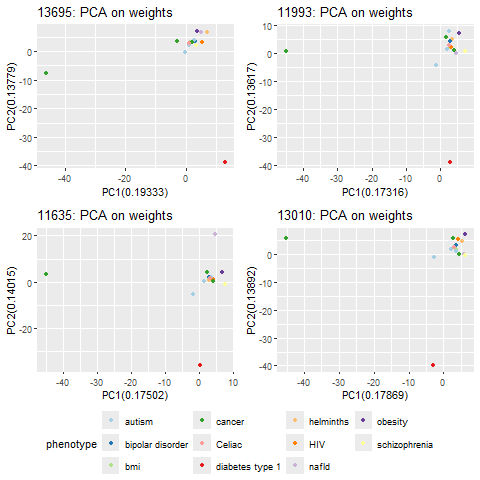 13695: PCA on weights
0
-10
-20
-30
-40
PC2(0.13779)
-40
-20
0
PC1(0.19333)
11993: PCA on weights
10
0
-10
-20
-30
-40
PC2(0.13617)
-40
-20
0
PC1(0.17316)
11635: PCA on weights
20
0
-20
PC2(0.14015)
-40
-30
-20
-10
0
10
PC1(0.17502)
13010: PCA on weights
0
-10
-20
-30
-40
PC2(0.13892)
-40
-20
0
PC1(0.17869)
phenotype
autism
bipolar disorder
bmi
cancer
Celiac
diabetes type 1
helminths
HIV
nafld
obesity
schizophrenia